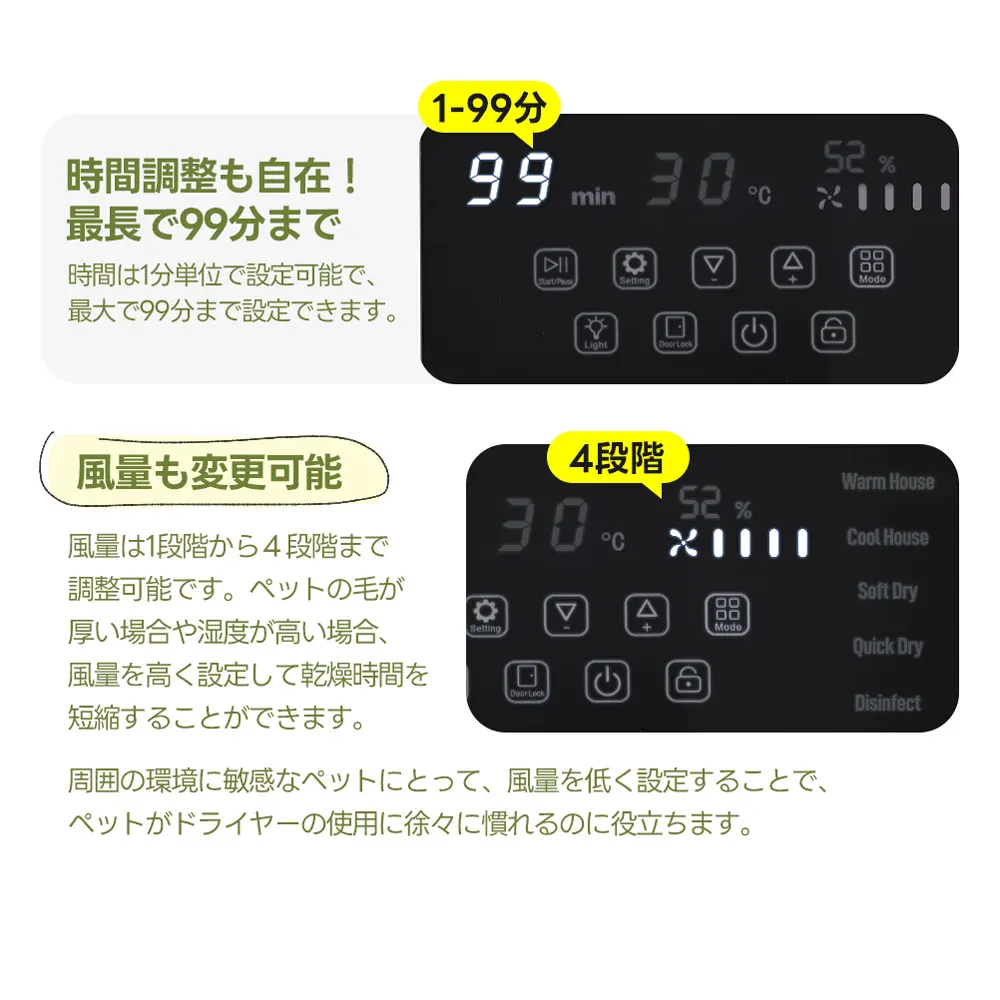 1-99分
時間調整も自在！
最長で99分まで
時間は1分単位で設定可能で、
最大で99分まで設定できます。
99 min 30 °C 52 %
Start/Pause Setting - + Mode
Light Door Lock
風量も変更可能
風量は1段階から４段階まで
調整可能です。ペットの毛が
厚い場合や湿度が高い場合、
風量を高く設定して乾燥時間を
短縮することができます。
4段階
30 °C 52 %
Setting - + Mode
Door Lock
Warm House
Cool House
Soft Dry
Quick Dry
Disinfect
周囲の環境に敏感なペットにとって、風量を低く設定することで、
ペットがドライヤーの使用に徐々に慣れるのに役立ちます。